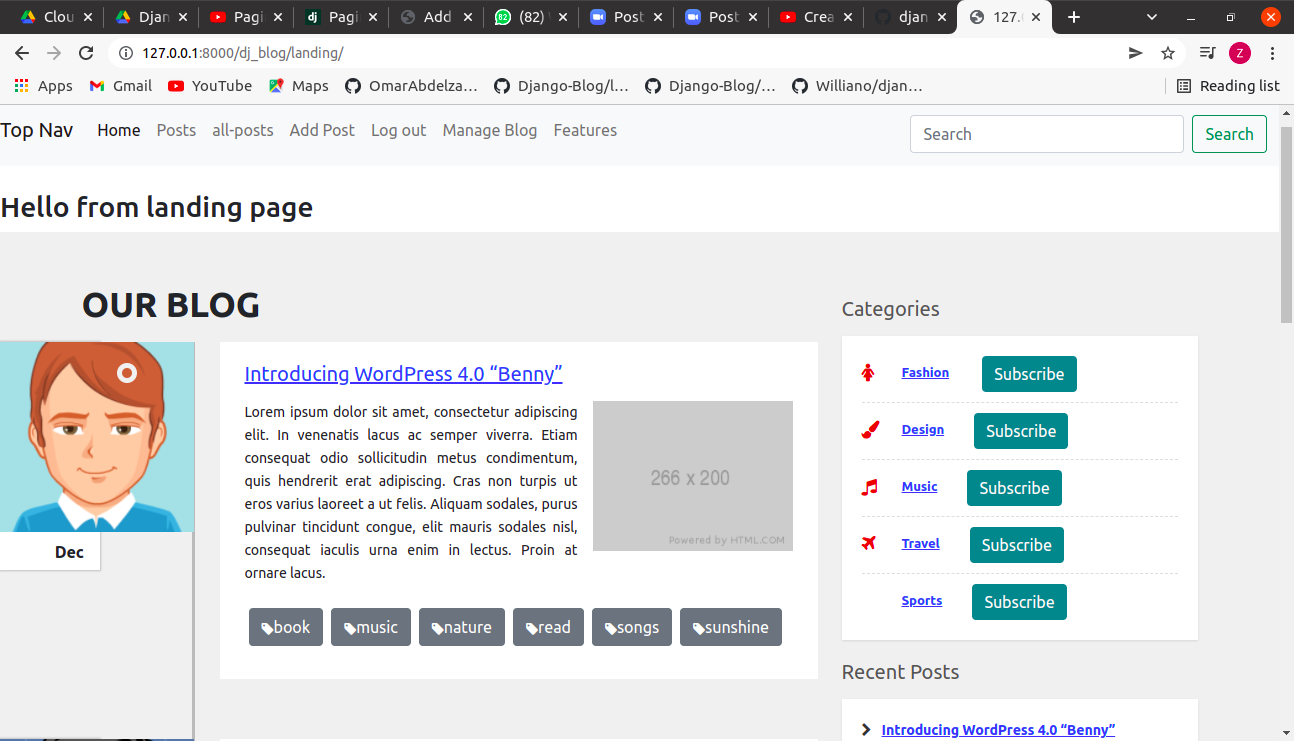 Clou
Djan
Pagi
Pagi
Add
(82)
Post
Post
Crea
djan
127.
127.0.0.1:8000/dj_blog/landing/
Z
Apps
Gmail
YouTube
Maps
OmarAbdelza...
Django-Blog/l...
Django-Blog/...
Williano/djan...
Reading list
Top Nav
Home
Posts
all-posts
Add Post
Log out
Manage Blog
Features
Search
Search
Hello from landing page
OUR BLOG
Dec
Introducing WordPress 4.0 “Benny”
Lorem ipsum dolor sit amet, consectetur adipiscing
elit. In venenatis lacus ac semper viverra. Etiam
consequat odio sollicitudin metus condimentum,
quis hendrerit erat adipiscing. Cras non turpis ut
eros varius laoreet a ut felis. Aliquam sodales, purus
pulvinar tincidunt congue, elit mauris sodales nisl,
consequat iaculis urna enim in lectus. Proin at
ornare lacus.
266 x 200
Powered by HTML.COM
book
music
nature
read
songs
sunshine
Categories
Fashion Subscribe
Design Subscribe
Music Subscribe
Travel Subscribe
Sports Subscribe
Recent Posts
Introducing WordPress 4.0 “Benny”